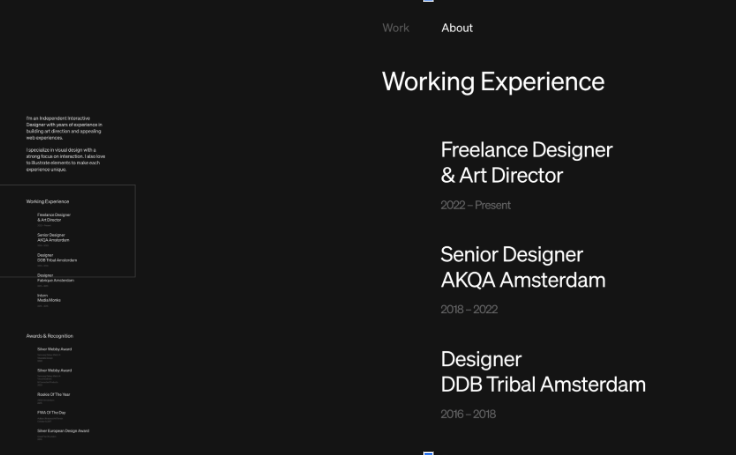 I'm an Independent Interactive
Designer with years of experience in
building art direction and appealing
web experiences.
I specialize in visual design with a
strong focus on interaction. I also love
to illustrate elements to make each
experience unique.
Working Experience
Freelance Designer
& Art Director
Senior Designer
AKQA Amsterdam
Designer
DDB Tribal Amsterdam
Designer
Fabrique Amsterdam
Intern
Media Monks
Awards & Recognition
Silver Webby Award
Silver Webby Award
Rookie Of The Year
FWA Of The Day
Silver European Design Award
Work About
Working Experience
Freelance Designer
& Art Director
2022 – Present
Senior Designer
AKQA Amsterdam
2018 – 2022
Designer
DDB Tribal Amsterdam
2016 – 2018